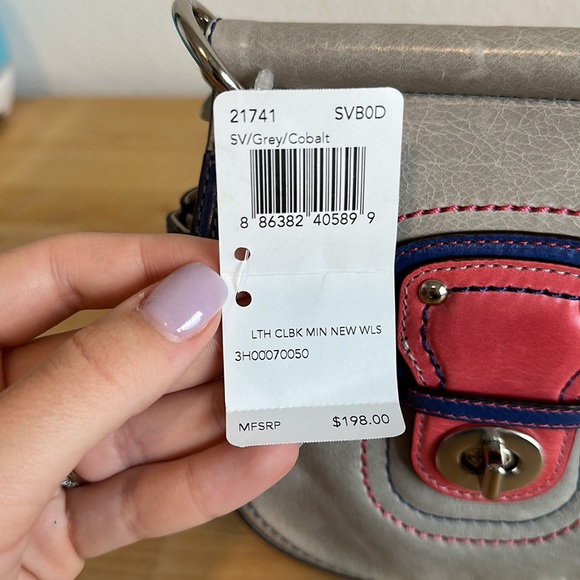 21741 SVB0D
SV/Grey/Cobalt
8 86382 40589 9
LTH CLBK MIN NEW WLS
3H00070050
MFSRP $198.00